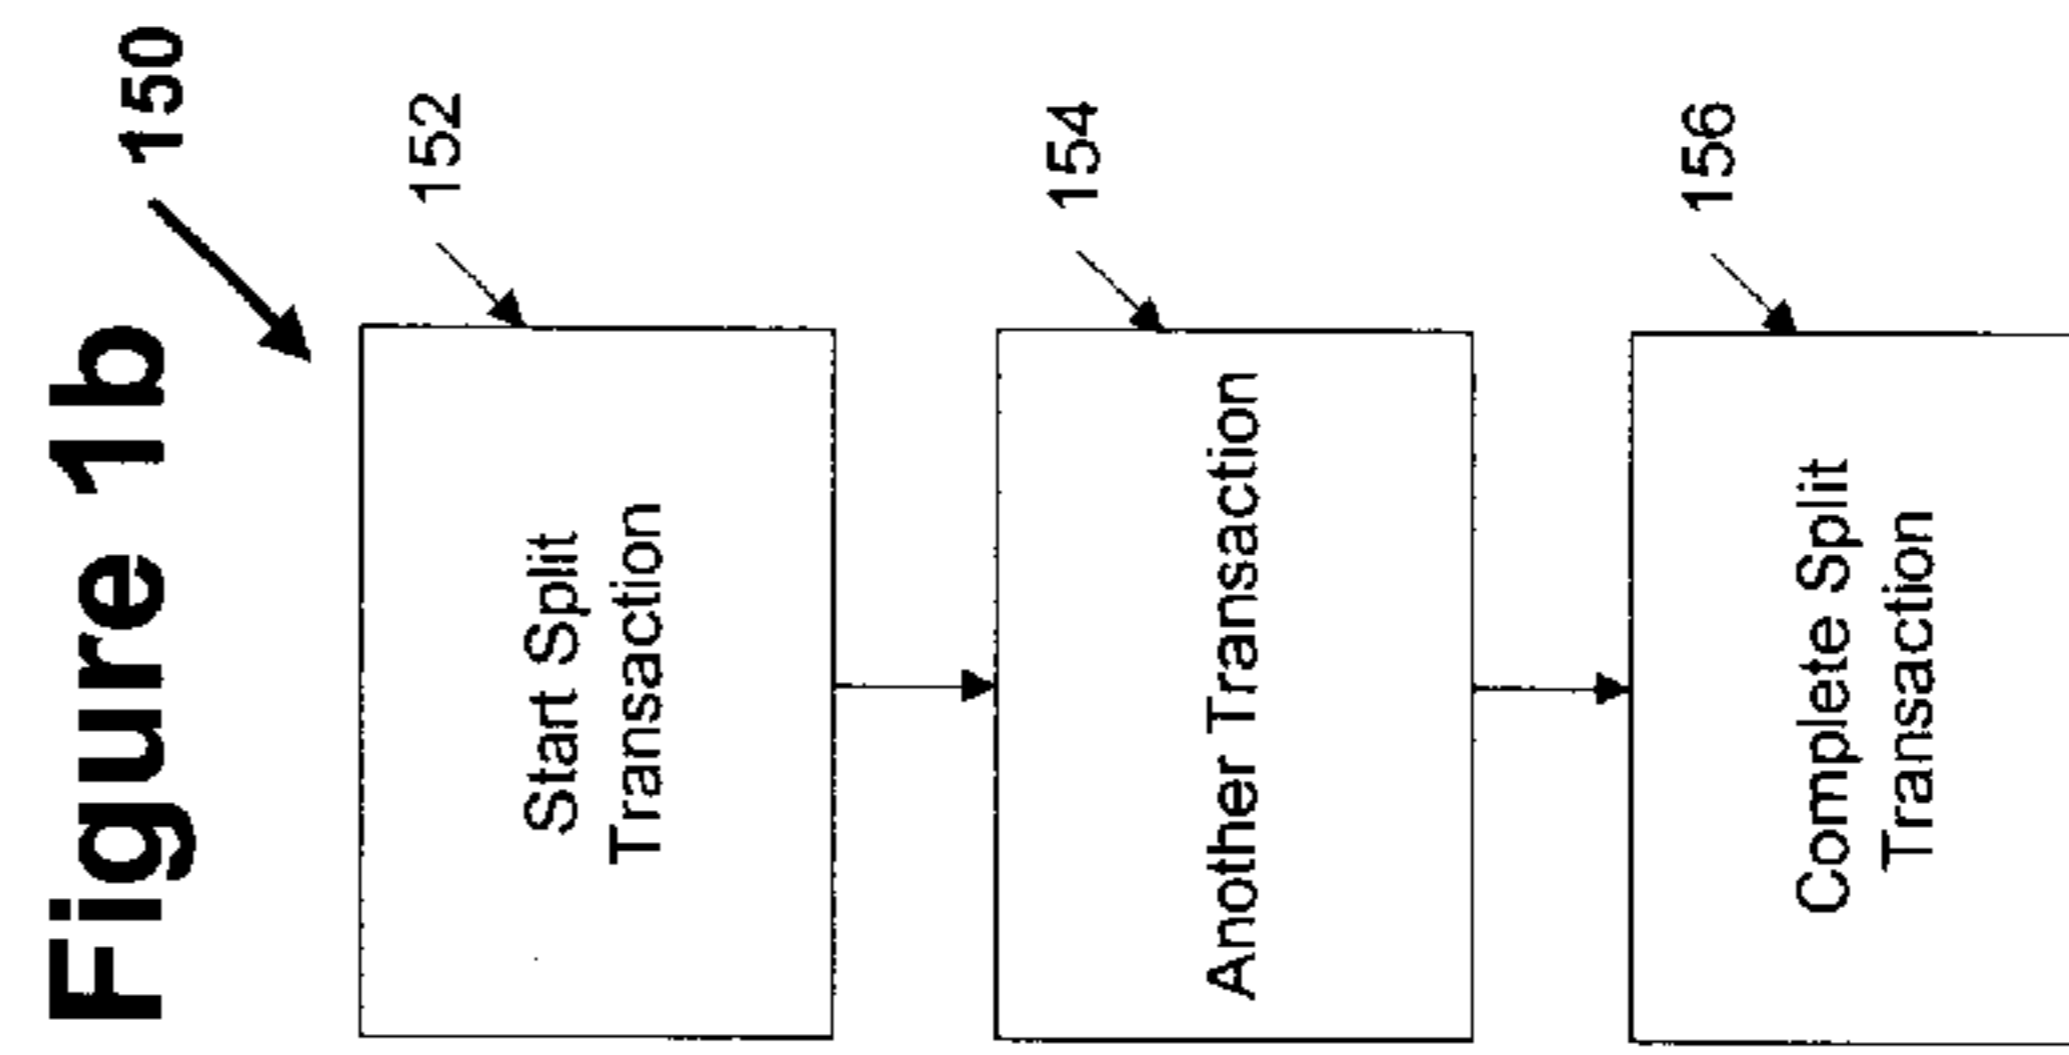 Figure 1b
150
152
Start Split
Transaction
154
Another Transaction
156
Complete Split
Transaction